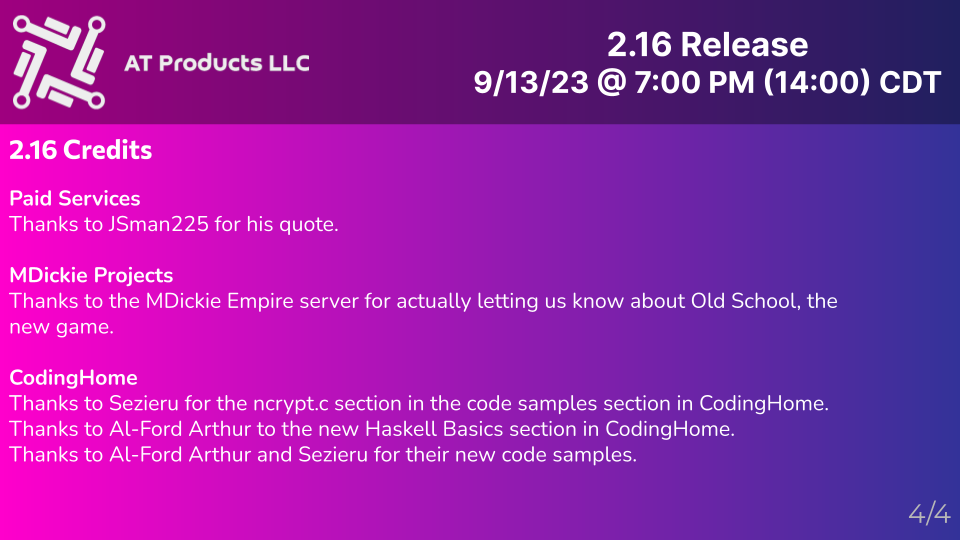 AT Products LLC
2.16 Release
9/13/23 @ 7:00 PM (14:00) CDT
2.16 Credits
Paid Services
Thanks to JSman225 for his quote.
MDickie Projects
Thanks to the MDickie Empire server for actually letting us know about Old School, the
new game.
CodingHome
Thanks to Sezieru for the ncrypt.c section in the code samples section in CodingHome.
Thanks to Al-Ford Arthur to the new Haskell Basics section in CodingHome.
Thanks to Al-Ford Arthur and Sezieru for their new code samples.
4/4